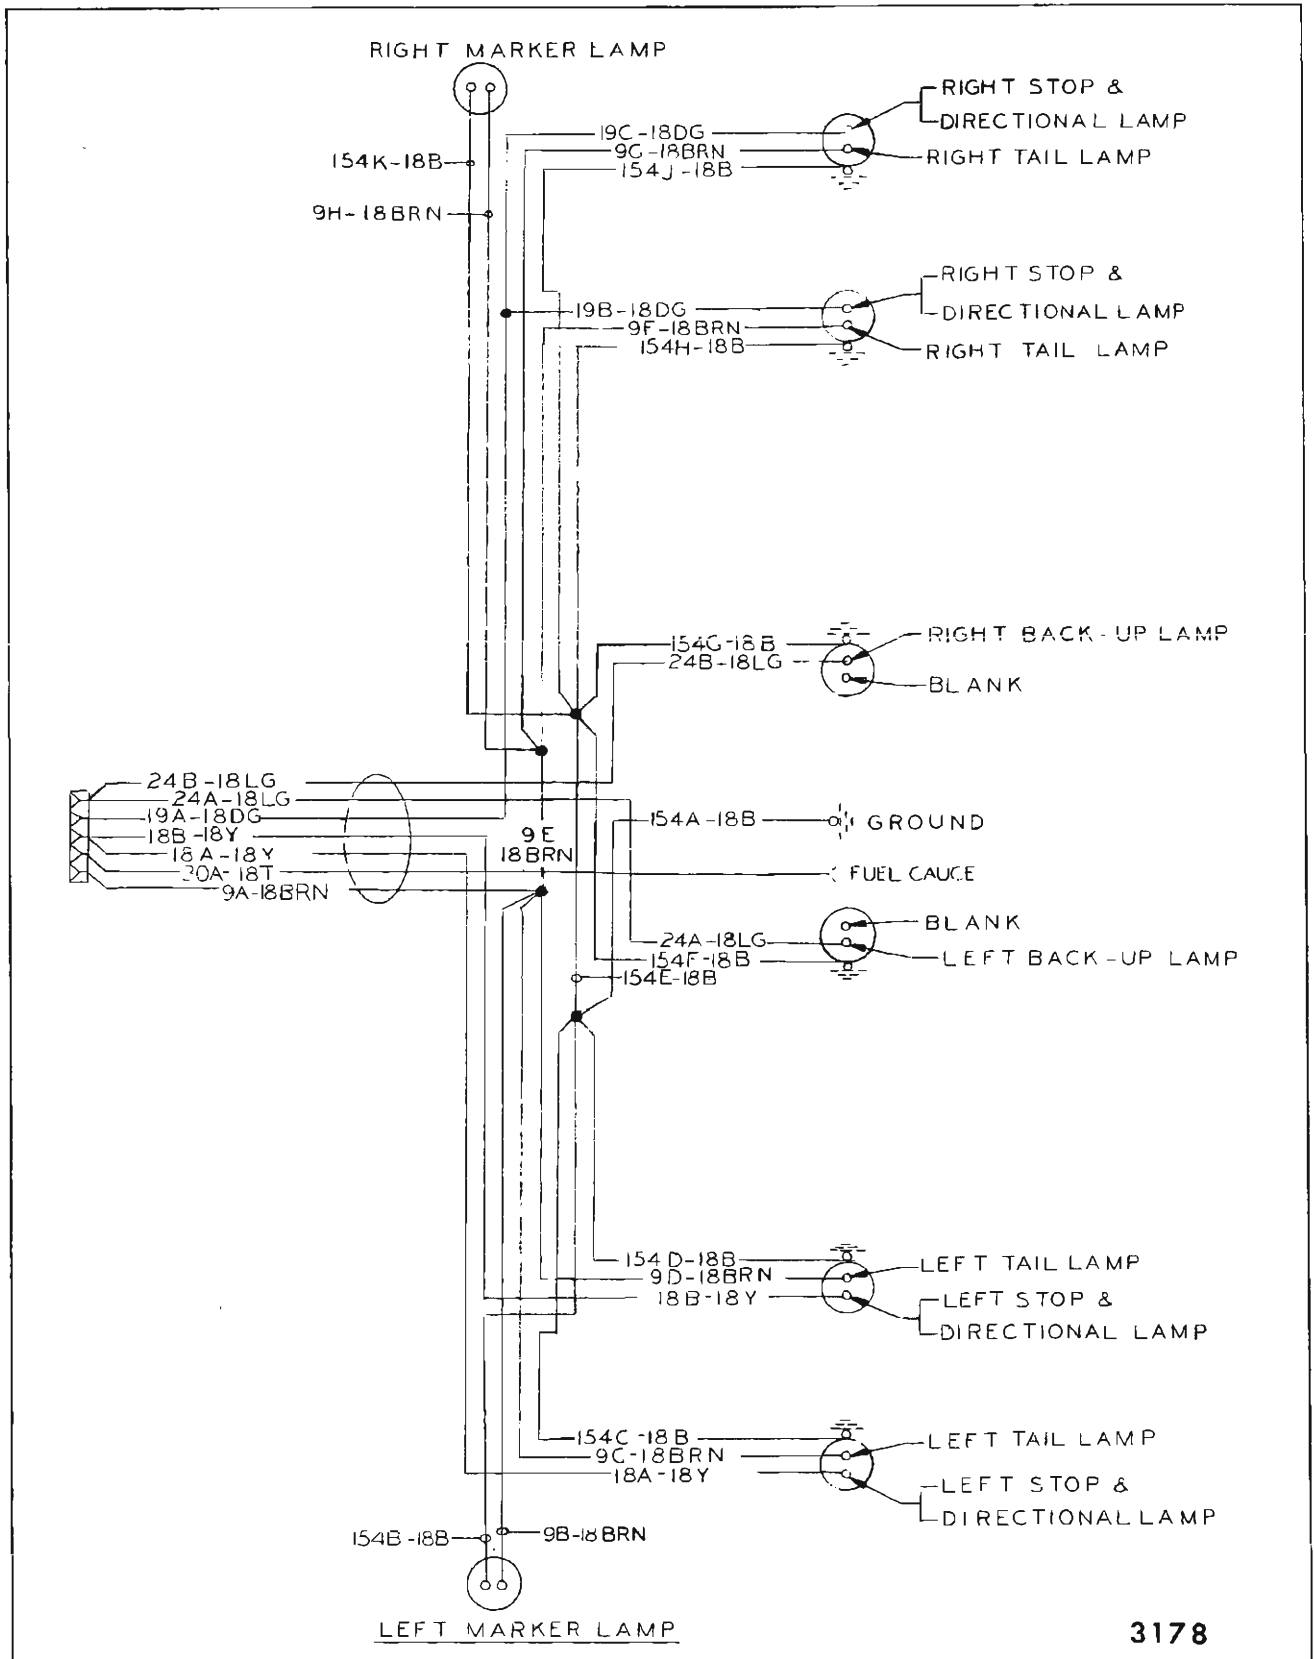 RIGHT MARKER LAMP
RIGHT STOP &
DIRECTIONAL LAMP
19C-18DG
9G-18BRN
RIGHT TAIL LAMP
154K-18B
154J-18B
9H-18BRN
RIGHT STOP &
DIRECTIONAL LAMP
19B-18DG
9F-18BRN
154H-18B
RIGHT TAIL LAMP
154G-18B
RIGHT BACK-UP LAMP
24B-18LG
BLANK
24B-18LG
24A-18LG
19A-18DG
154A-18B
GROUND
18B-18Y
9E
18BRN
18A-18Y
30A-18T
FUEL GAUGE
9A-18BRN
BLANK
24A-18LG
154F-18B
LEFT BACK-UP LAMP
154E-18B
154D-18B
LEFT TAIL LAMP
9D-18BRN
18B-18Y
LEFT STOP &
DIRECTIONAL LAMP
154C-18B
LEFT TAIL LAMP
9C-18BRN
18A-18Y
LEFT STOP &
DIRECTIONAL LAMP
154B-18B
9B-18BRN
LEFT MARKER LAMP
3178